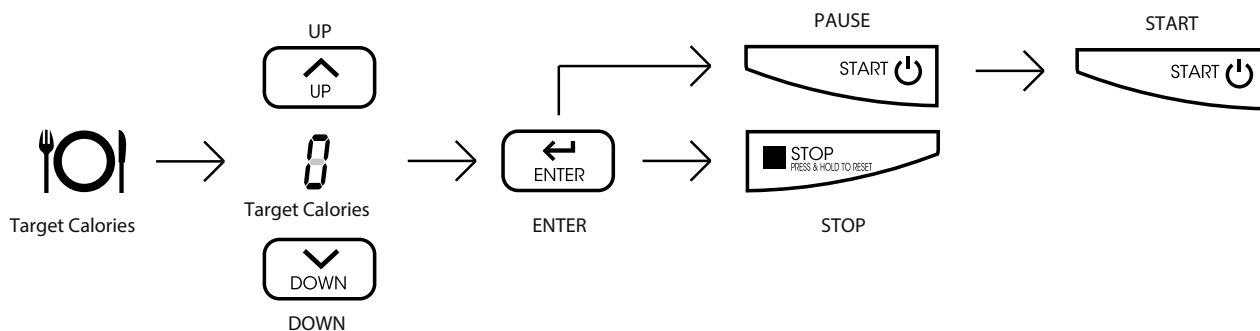 UP
UP
Target Calories
0
Target Calories
DOWN
DOWN
ENTER
ENTER
PAUSE
START
STOP
PRESS & HOLD TO RESET
STOP
START
START